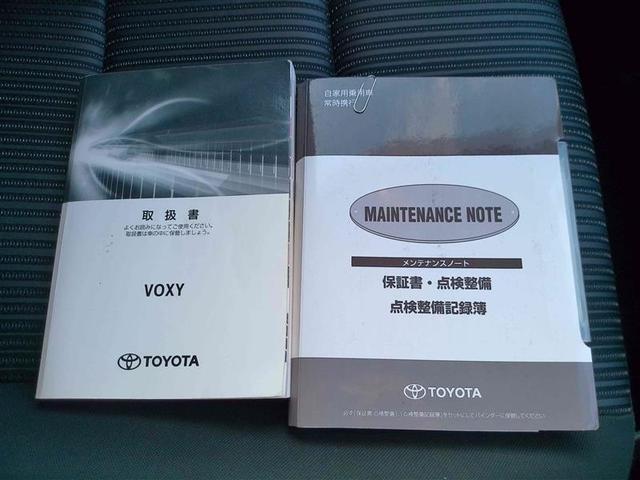 取扱書
よくお読みになってご使用ください。
取扱書は車の中に保管しましょう。
VOXY
TOYOTA
自家用乗用車
常時携行
MAINTENANCE NOTE
メンテナンスノート
保証書・点検整備
点検整備記録簿
TOYOTA